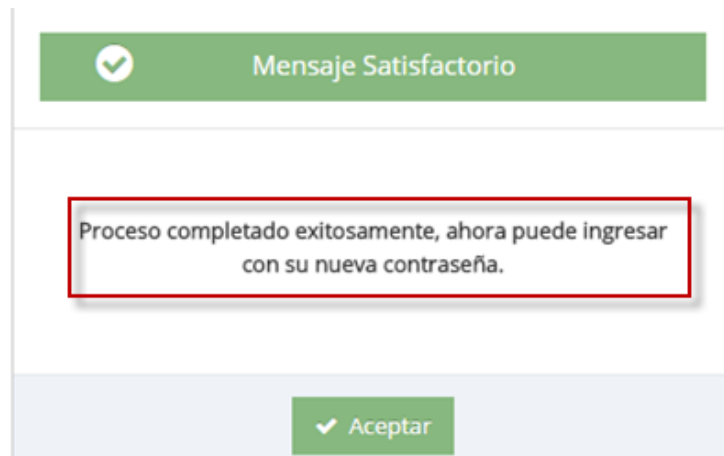 Mensaje Satisfactorio
Proceso completado exitosamente, ahora puede ingresar
con su nueva contraseña.
Aceptar